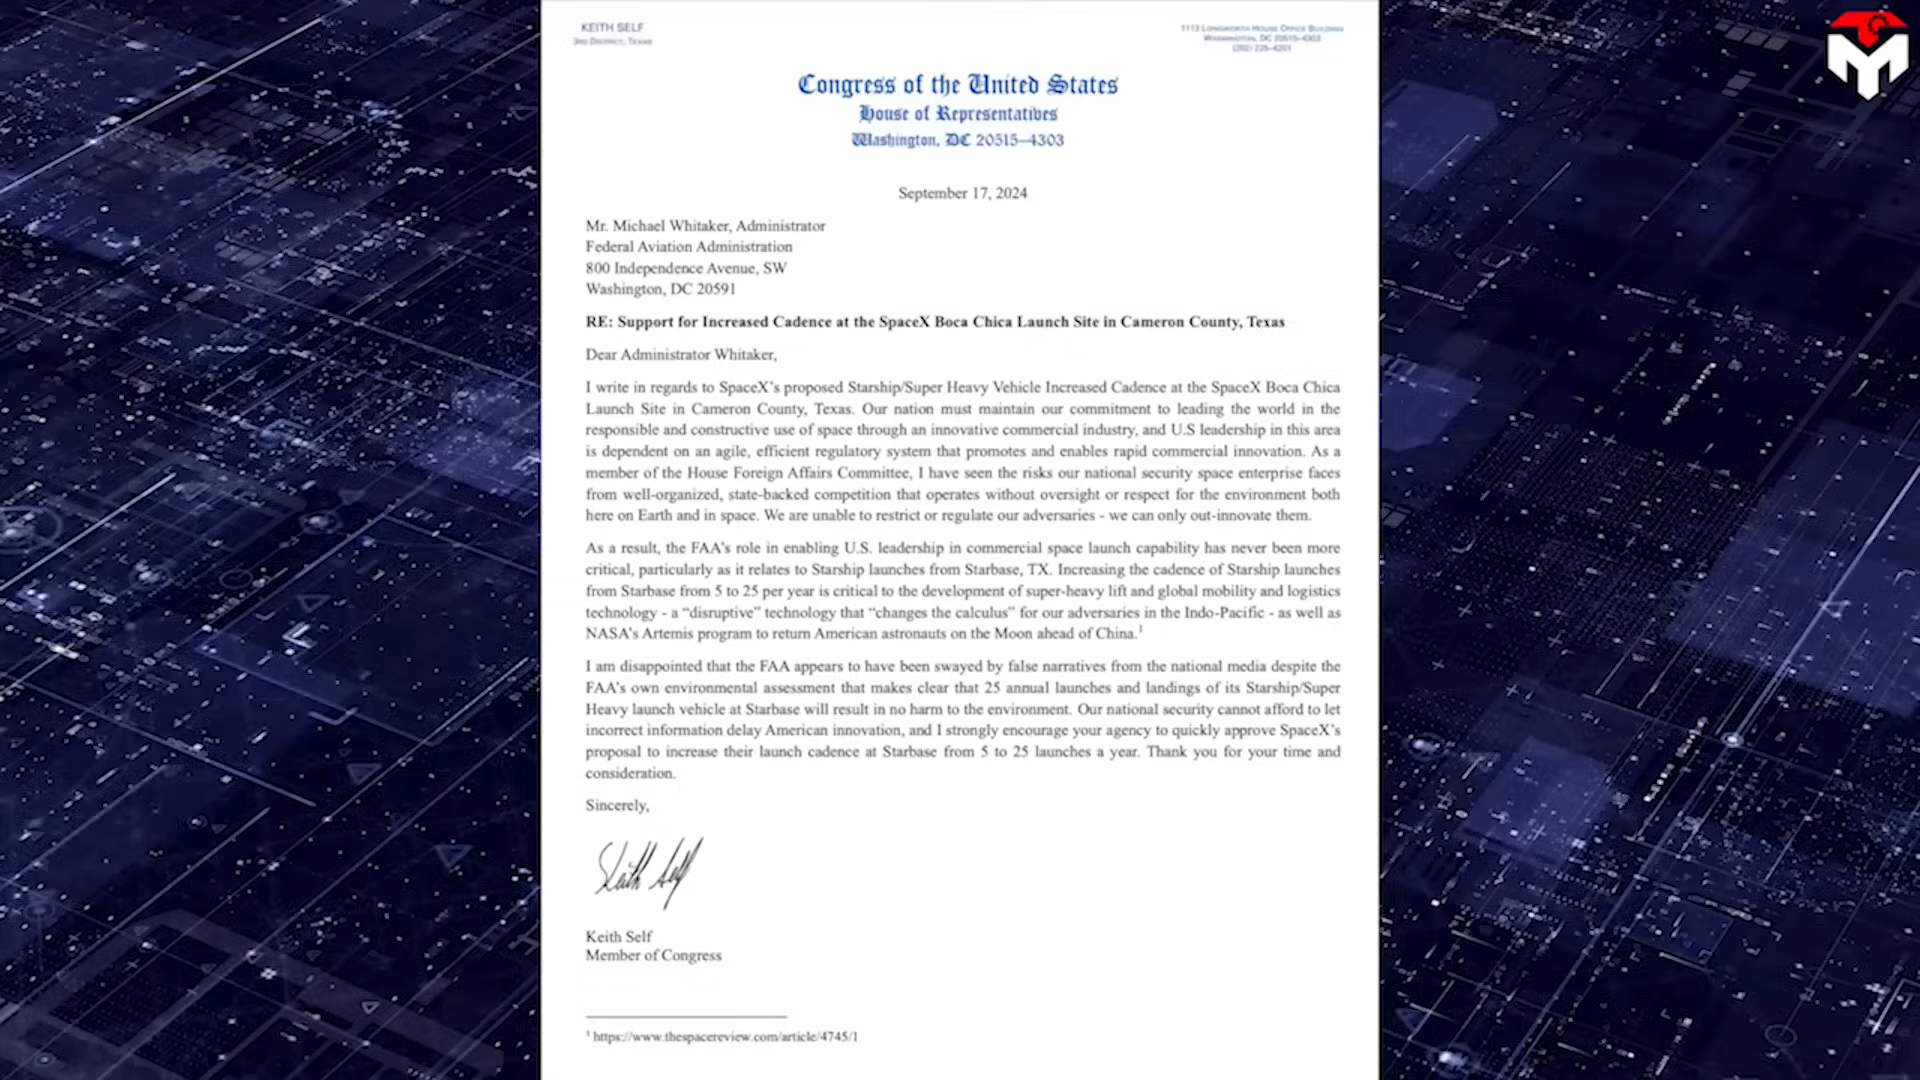 KEITH SELF
3RD DISTRICT, TEXAS
1113 LONGWORTH HOUSE OFFICE BUILDING
WASHINGTON, DC 20515–4303
(202) 225–4201
Congress of the United States
House of Representatives
Washington, DC 20515–4303
September 17, 2024
Mr. Michael Whitaker, Administrator
Federal Aviation Administration
800 Independence Avenue, SW
Washington, DC 20591
RE: Support for Increased Cadence at the SpaceX Boca Chica Launch Site in Cameron County, Texas
Dear Administrator Whitaker,
I write in regards to SpaceX’s proposed Starship/Super Heavy Vehicle Increased Cadence at the SpaceX Boca Chica
Launch Site in Cameron County, Texas. Our nation must maintain our commitment to leading the world in the
responsible and constructive use of space through an innovative commercial industry, and U.S leadership in this area
is dependent on an agile, efficient regulatory system that promotes and enables rapid commercial innovation. As a
member of the House Foreign Affairs Committee, I have seen the risks our national security space enterprise faces
from well-organized, state-backed competition that operates without oversight or respect for the environment both
here on Earth and in space. We are unable to restrict or regulate our adversaries - we can only out-innovate them.
As a result, the FAA’s role in enabling U.S. leadership in commercial space launch capability has never been more
critical, particularly as it relates to Starship launches from Starbase, TX. Increasing the cadence of Starship launches
from Starbase from 5 to 25 per year is critical to the development of super-heavy lift and global mobility and logistics
technology - a “disruptive” technology that “changes the calculus” for our adversaries in the Indo-Pacific - as well as
NASA’s Artemis program to return American astronauts on the Moon ahead of China.¹
I am disappointed that the FAA appears to have been swayed by false narratives from the national media despite the
FAA’s own environmental assessment that makes clear that 25 annual launches and landings of its Starship/Super
Heavy launch vehicle at Starbase will result in no harm to the environment. Our national security cannot afford to let
incorrect information delay American innovation, and I strongly encourage your agency to quickly approve SpaceX’s
proposal to increase their launch cadence at Starbase from 5 to 25 launches a year. Thank you for your time and
consideration.
Sincerely,
Keith Self
Keith Self
Member of Congress
¹ https://www.thespacereview.com/article/4745/1